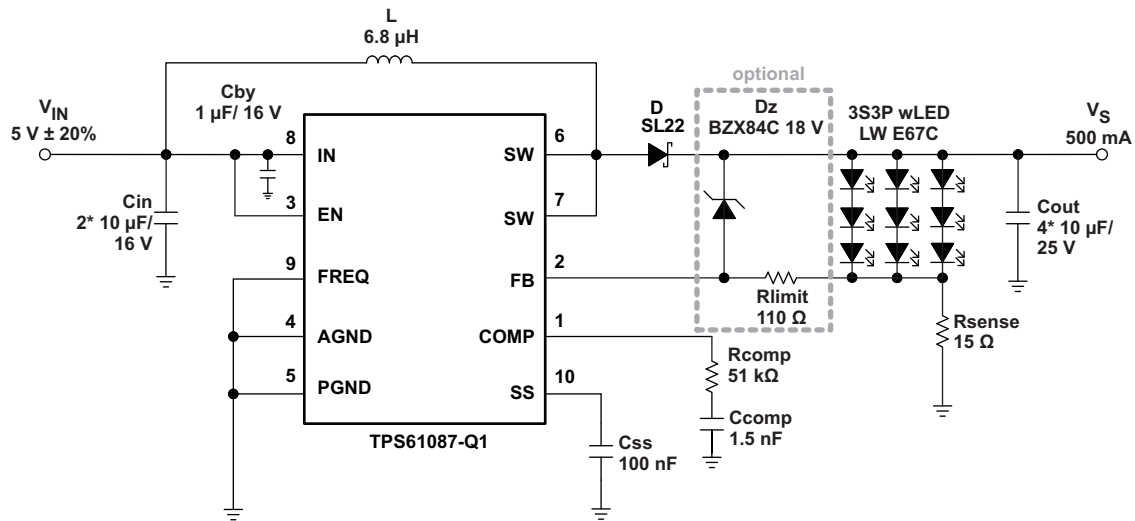 L
6.8 µH
optional
Cby
1 µF/ 16 V
VIN
5 V ± 20%
D
SL22
Dz
BZX84C 18 V
3S3P wLED
LW E67C
VS
500 mA
8
IN
6
SW
3
EN
7
SW
Cin
2* 10 µF/
16 V
Cout
4* 10 µF/
25 V
9
FREQ
2
FB
Rlimit
110 Ω
4
AGND
1
COMP
Rsense
15 Ω
Rcomp
51 kΩ
5
PGND
10
SS
Ccomp
1.5 nF
TPS61087-Q1
Css
100 nF